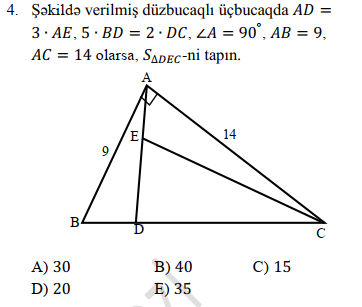 4. Şəkildə verilmiş düzbucaqlı üçbucaqda AD =
3 · AE, 5 · BD = 2 · DC, ∠A = 90°, AB = 9,
AC = 14 olarsa, S△DEC-ni tapın.
A
E
14
9
B
D
C
A) 30 B) 40 C) 15
D) 20 E) 35